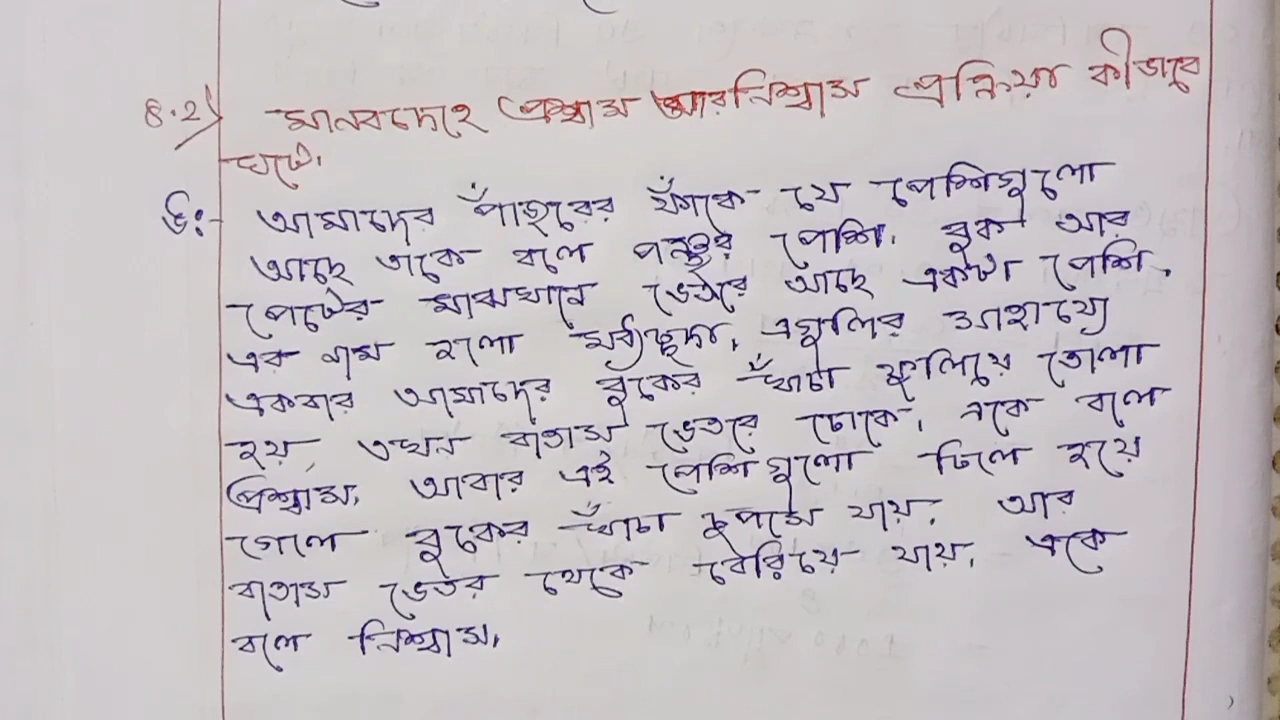 ৪.২) মানবদেহে প্রশ্বাস আর নিশ্বাস প্রক্রিয়া কীভাবে
ঘটে।
উঃ- আমাদের পাঁজরের ফাঁকে যে পেশিগুলো
আছে তাকে বলে পঞ্জর পেশি। বুক আর
পেটের মাঝখানে ভেতরে আছে একটা পেশি,
এর নাম হলো মধ্যচ্ছদা, এগুলির সাহায্যে
একবার আমাদের বুকের খাঁচা ফুলিয়ে তোলা
হয়, তখন বাতাস ভেতরে ঢোকে, একে বলে
প্রশ্বাস, আবার এই পেশিগুলো ঢিলে হয়ে
গেলে বুকের খাঁচা চুপসে যায়, আর
বাতাস ভেতর থেকে বেরিয়ে যায়, একে
বলে নিশ্বাস,